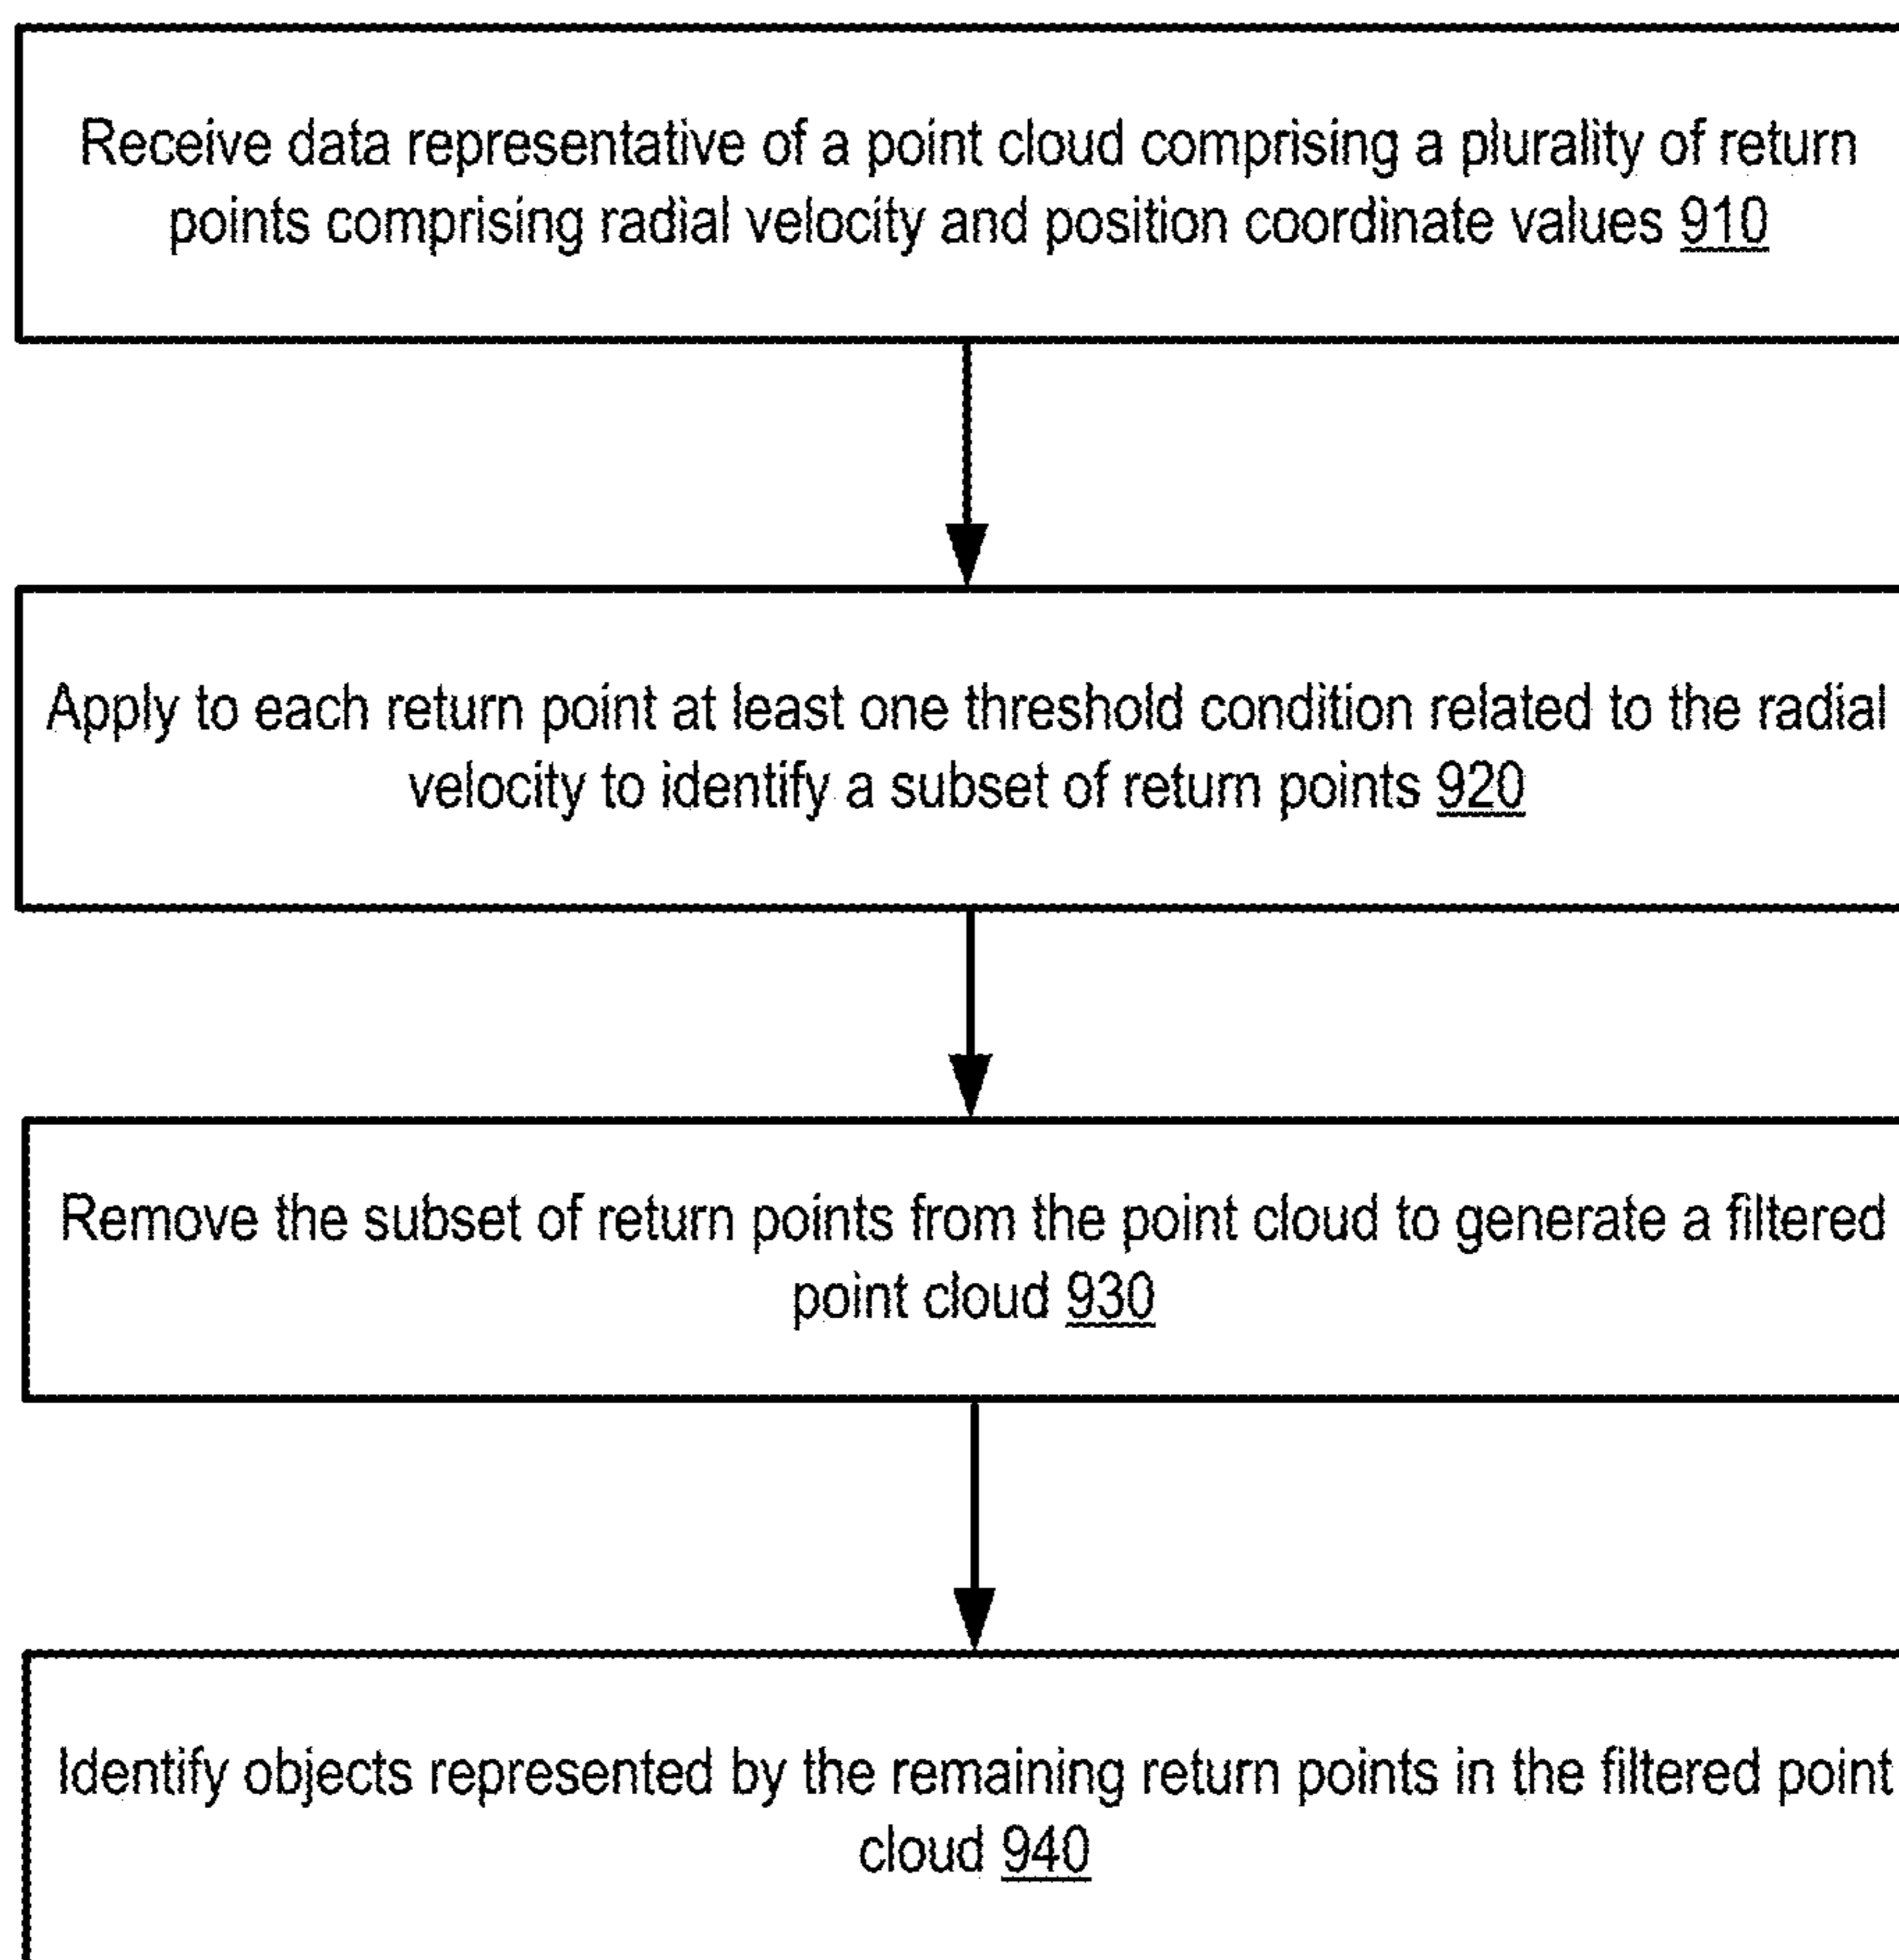 Receive data representative of a point cloud comprising a plurality of return
points comprising radial velocity and position coordinate values 910
Apply to each return point at least one threshold condition related to the radial
velocity to identify a subset of return points 920
Remove the subset of return points from the point cloud to generate a filtered
point cloud 930
Identify objects represented by the remaining return points in the filtered point
cloud 940